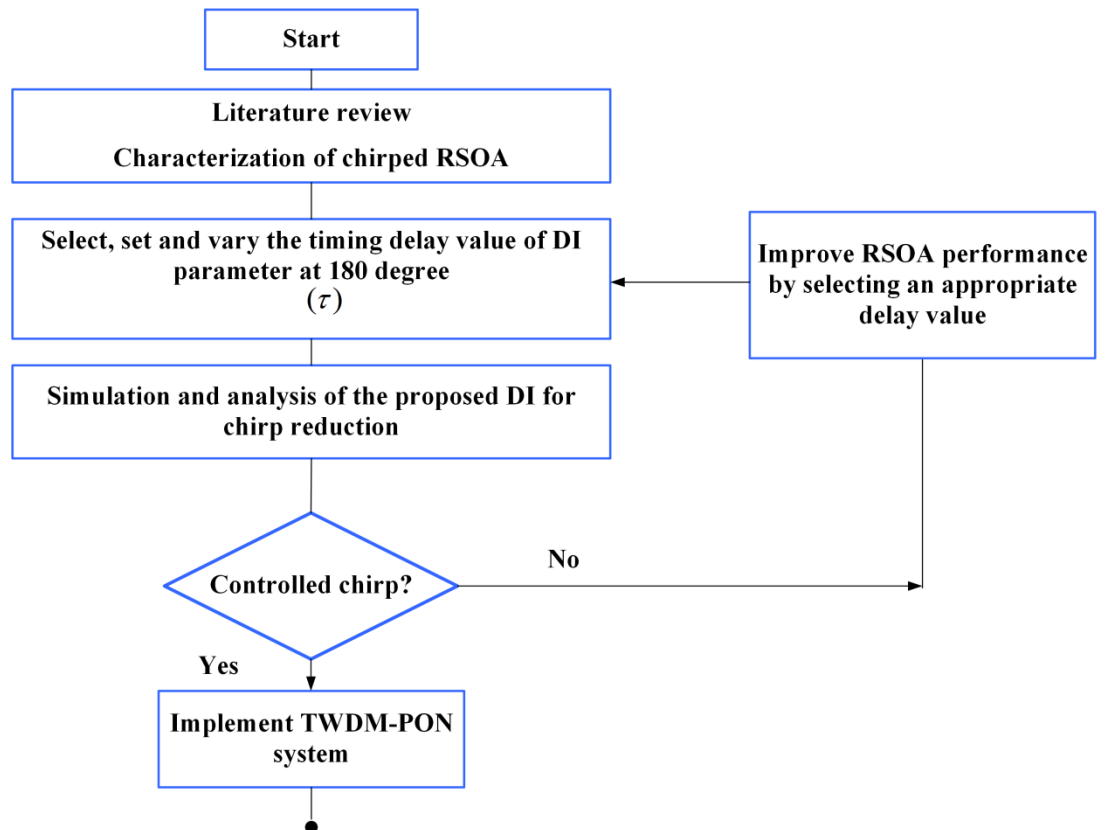 Start
Literature review
Characterization of chirped RSOA
Select, set and vary the timing delay value of DI
parameter at 180 degree
(τ)
Improve RSOA performance
by selecting an appropriate
delay value
Simulation and analysis of the proposed DI for
chirp reduction
Controlled chirp?
No
Yes
Implement TWDM-PON
system